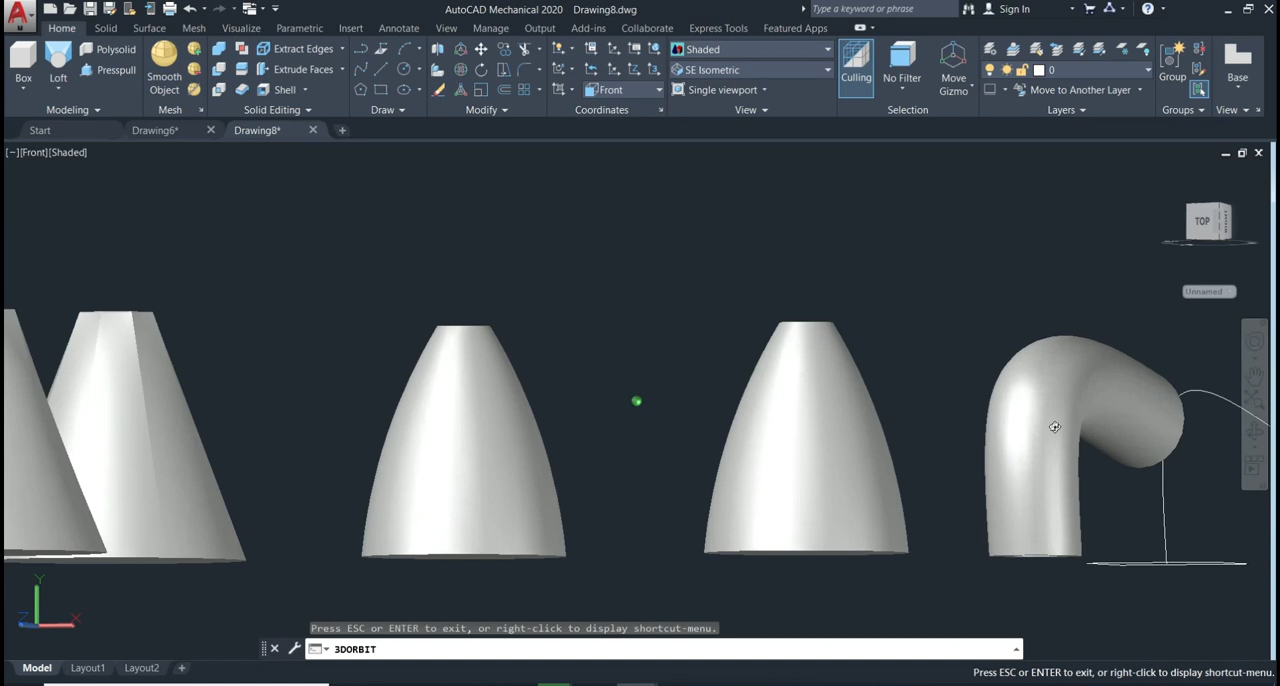 AutoCAD Mechanical 2020 Drawing8.dwg
Type a keyword or phrase
Sign In
Home Solid Surface Mesh Visualize Parametric Insert Annotate View Manage Output Add-ins Collaborate Express Tools Featured Apps
Box
Loft
Polysolid
Presspull
Smooth Object
Extract Edges
Extrude Faces
Shell
Shaded
SE Isometric
Front
Single viewport
Culling
No Filter
Move Gizmo
0
Move to Another Layer
Group
Base
Modeling Mesh Solid Editing Draw Modify Coordinates View Selection Layers Groups View
Start Drawing6* Drawing8*
[−][Front][Shaded]
TOP
RIGHT
Unnamed
Y
Z
X
Press ESC or ENTER to exit, or right-click to display shortcut-menu.
3DORBIT
Model Layout1 Layout2
Press ESC or ENTER to exit, or right-click to display shortcut-menu.